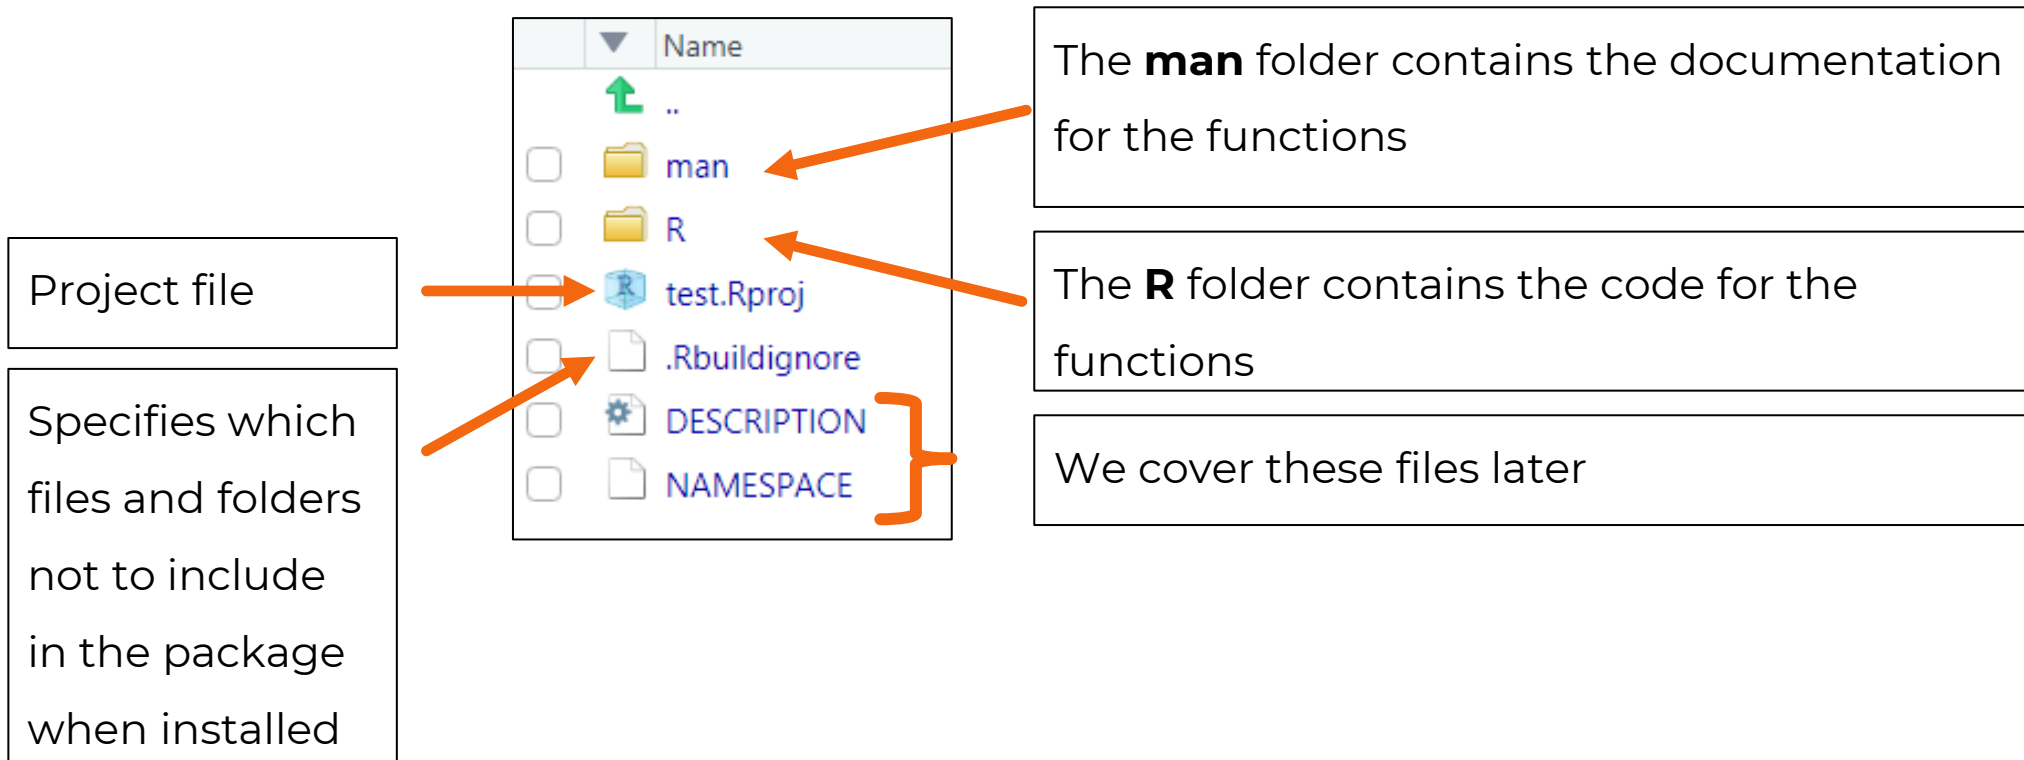 Name
..
man
R
test.Rproj
.Rbuildignore
DESCRIPTION
NAMESPACE
Project file
Specifies which
files and folders
not to include
in the package
when installed
The man folder contains the documentation
for the functions
The R folder contains the code for the
functions
We cover these files later